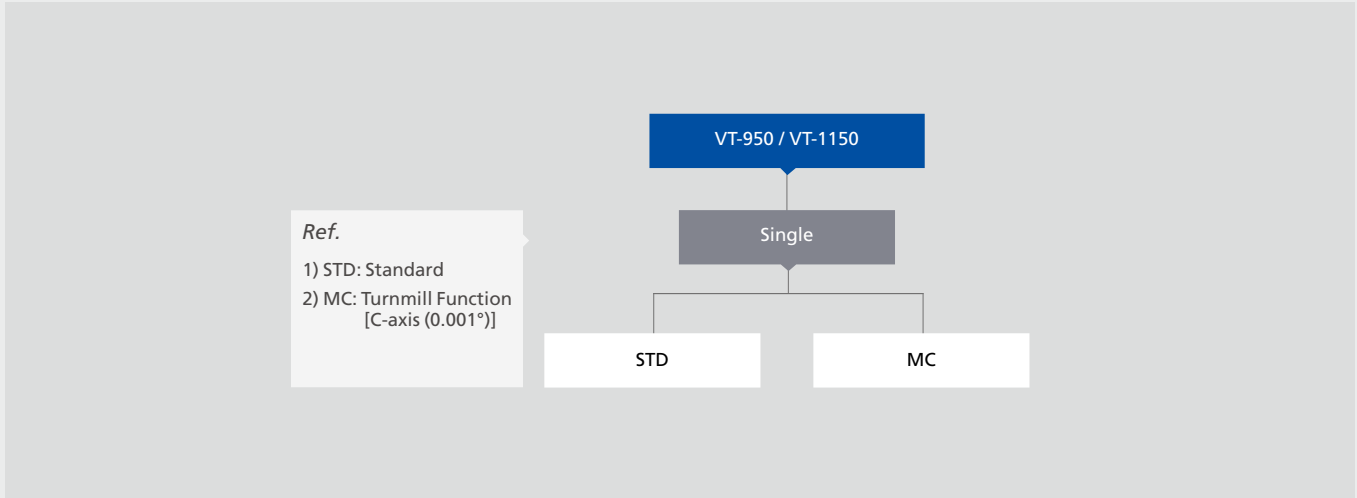 VT-950 / VT-1150
Single
Ref.
1) STD: Standard
2) MC: Turnmill Function
[C-axis (0.001°)]
STD
MC